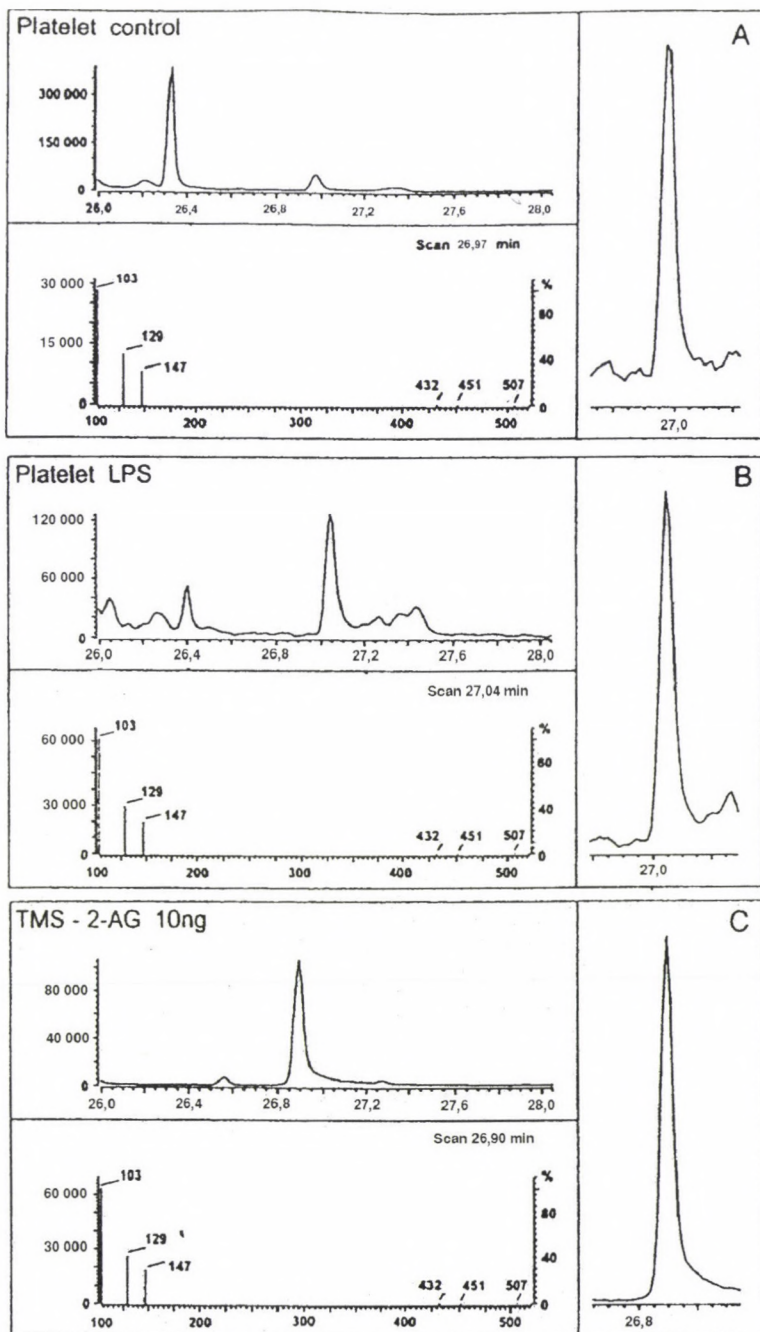 Platelet control
A
300 000
150 000
0
26,0 26,4 26,8 27,2 27,6 28,0
Scan 26,97 min
30 000
15 000
0
103
129
147
432 451 507
%
80
40
0
100 200 300 400 500
27,0
Platelet LPS
B
120 000
60 000
0
26,0 26,4 26,8 27,2 27,6 28,0
Scan 27,04 min
60 000
30 000
0
103
129
147
432 451 507
%
80
40
0
100 200 300 400 500
27,0
TMS - 2-AG 10ng
C
80 000
40 000
0
26,0 26,4 26,8 27,2 27,6 28,0
Scan 26,90 min
60 000
30 000
0
103
129
147
432 451 507
%
80
40
0
100 200 300 400 500
26,8